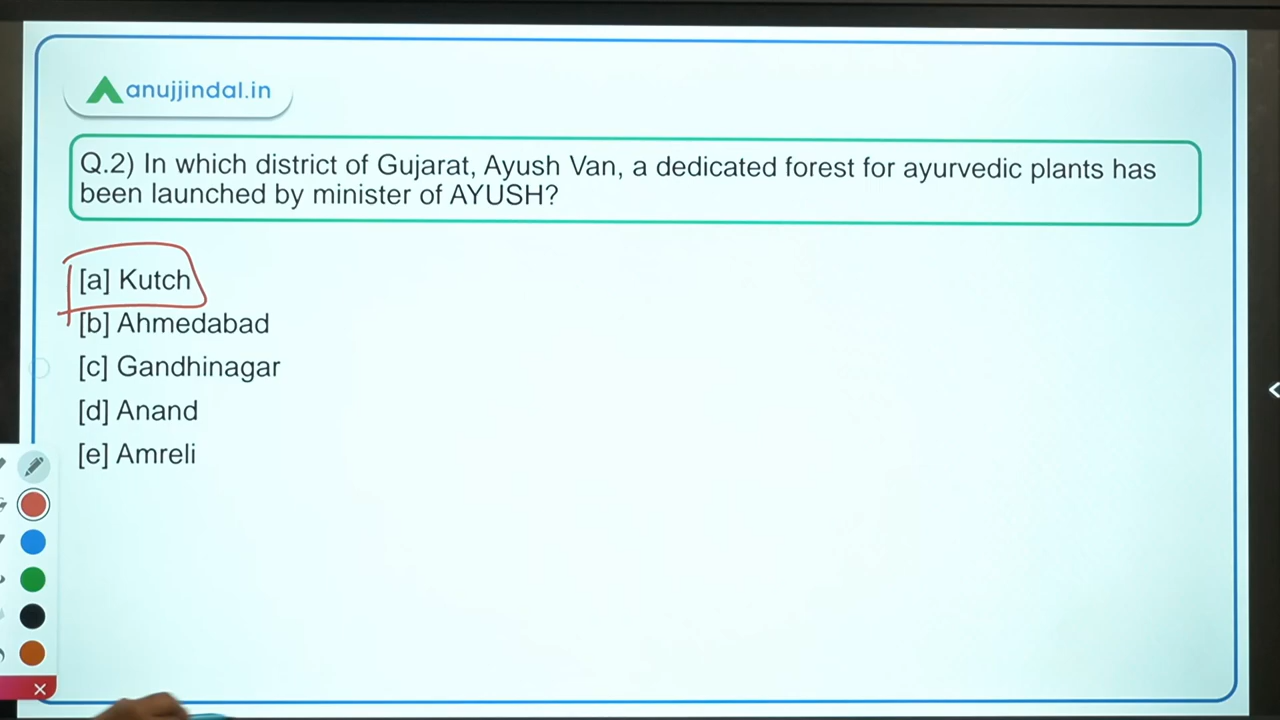 anujjindal.in
Q.2) In which district of Gujarat, Ayush Van, a dedicated forest for ayurvedic plants has
been launched by minister of AYUSH?
[a] Kutch
[b] Ahmedabad
[c] Gandhinagar
[d] Anand
[e] Amreli